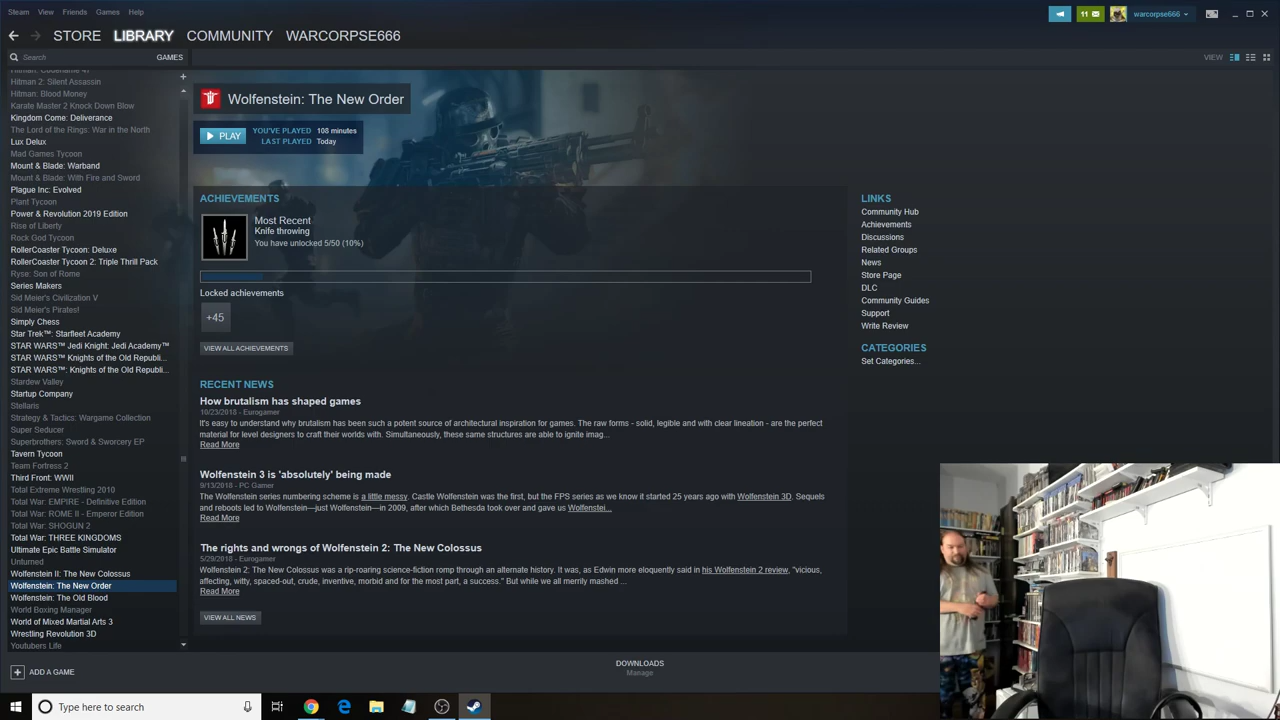 Steam View Friends Games Help
11
warcorpse666
STORE LIBRARY COMMUNITY WARCORPSE666
Search GAMES
VIEW
Hitman: Codename 47
Hitman 2: Silent Assassin
Hitman: Blood Money
Karate Master 2 Knock Down Blow
Kingdom Come: Deliverance
The Lord of the Rings: War in the North
Lux Delux
Mad Games Tycoon
Mount & Blade: Warband
Mount & Blade: With Fire and Sword
Plague Inc: Evolved
Plant Tycoon
Power & Revolution 2019 Edition
Rise of Liberty
Rock God Tycoon
RollerCoaster Tycoon: Deluxe
RollerCoaster Tycoon 2: Triple Thrill Pack
Ryse: Son of Rome
Series Makers
Sid Meier's Civilization V
Sid Meier's Pirates!
Simply Chess
Star Trek™: Starfleet Academy
STAR WARS™ Jedi Knight: Jedi Academy™
STAR WARS™ Knights of the Old Republi...
STAR WARS™: Knights of the Old Republi...
Stardew Valley
Startup Company
Stellaris
Strategy & Tactics: Wargame Collection
Super Seducer
Superbrothers: Sword & Sworcery EP
Tavern Tycoon
Team Fortress 2
Third Front: WWII
Total Extreme Wrestling 2010
Total War: EMPIRE - Definitive Edition
Total War: ROME II - Emperor Edition
Total War: SHOGUN 2
Total War: THREE KINGDOMS
Ultimate Epic Battle Simulator
Unturned
Wolfenstein II: The New Colossus
Wolfenstein: The New Order
Wolfenstein: The Old Blood
World Boxing Manager
World of Mixed Martial Arts 3
Wrestling Revolution 3D
Youtubers Life
ADD A GAME
Wolfenstein: The New Order
PLAY
YOU'VE PLAYED 108 minutes
LAST PLAYED Today
ACHIEVEMENTS
Most Recent
Knife throwing
You have unlocked 5/50 (10%)
Locked achievements
+45
VIEW ALL ACHIEVEMENTS
RECENT NEWS
How brutalism has shaped games
10/23/2018 - Eurogamer
It's easy to understand why brutalism has been such a potent source of architectural inspiration for games. The raw forms - solid, legible and with clear lineation - are the perfect
material for level designers to craft their worlds with. Simultaneously, these same structures are able to ignite imag...
Read More
Wolfenstein 3 is 'absolutely' being made
9/13/2018 - PC Gamer
The Wolfenstein series numbering scheme is a little messy. Castle Wolfenstein was the first, but the FPS series as we know it started 25 years ago with Wolfenstein 3D. Sequels
and reboots led to Wolfenstein—just Wolfenstein—in 2009, after which Bethesda took over and gave us Wolfenstei...
Read More
The rights and wrongs of Wolfenstein 2: The New Colossus
5/29/2018 - Eurogamer
Wolfenstein 2: The New Colossus was a rip-roaring science-fiction romp through an alternate history. It was, as Edwin more eloquently said in his Wolfenstein 2 review, "vicious,
affecting, witty, spaced-out, crude, inventive, morbid and for the most part, a success." But while we all merrily mashed ...
Read More
VIEW ALL NEWS
LINKS
Community Hub
Achievements
Discussions
Related Groups
News
Store Page
DLC
Community Guides
Support
Write Review
CATEGORIES
Set Categories...
DOWNLOADS
Manage
Type here to search